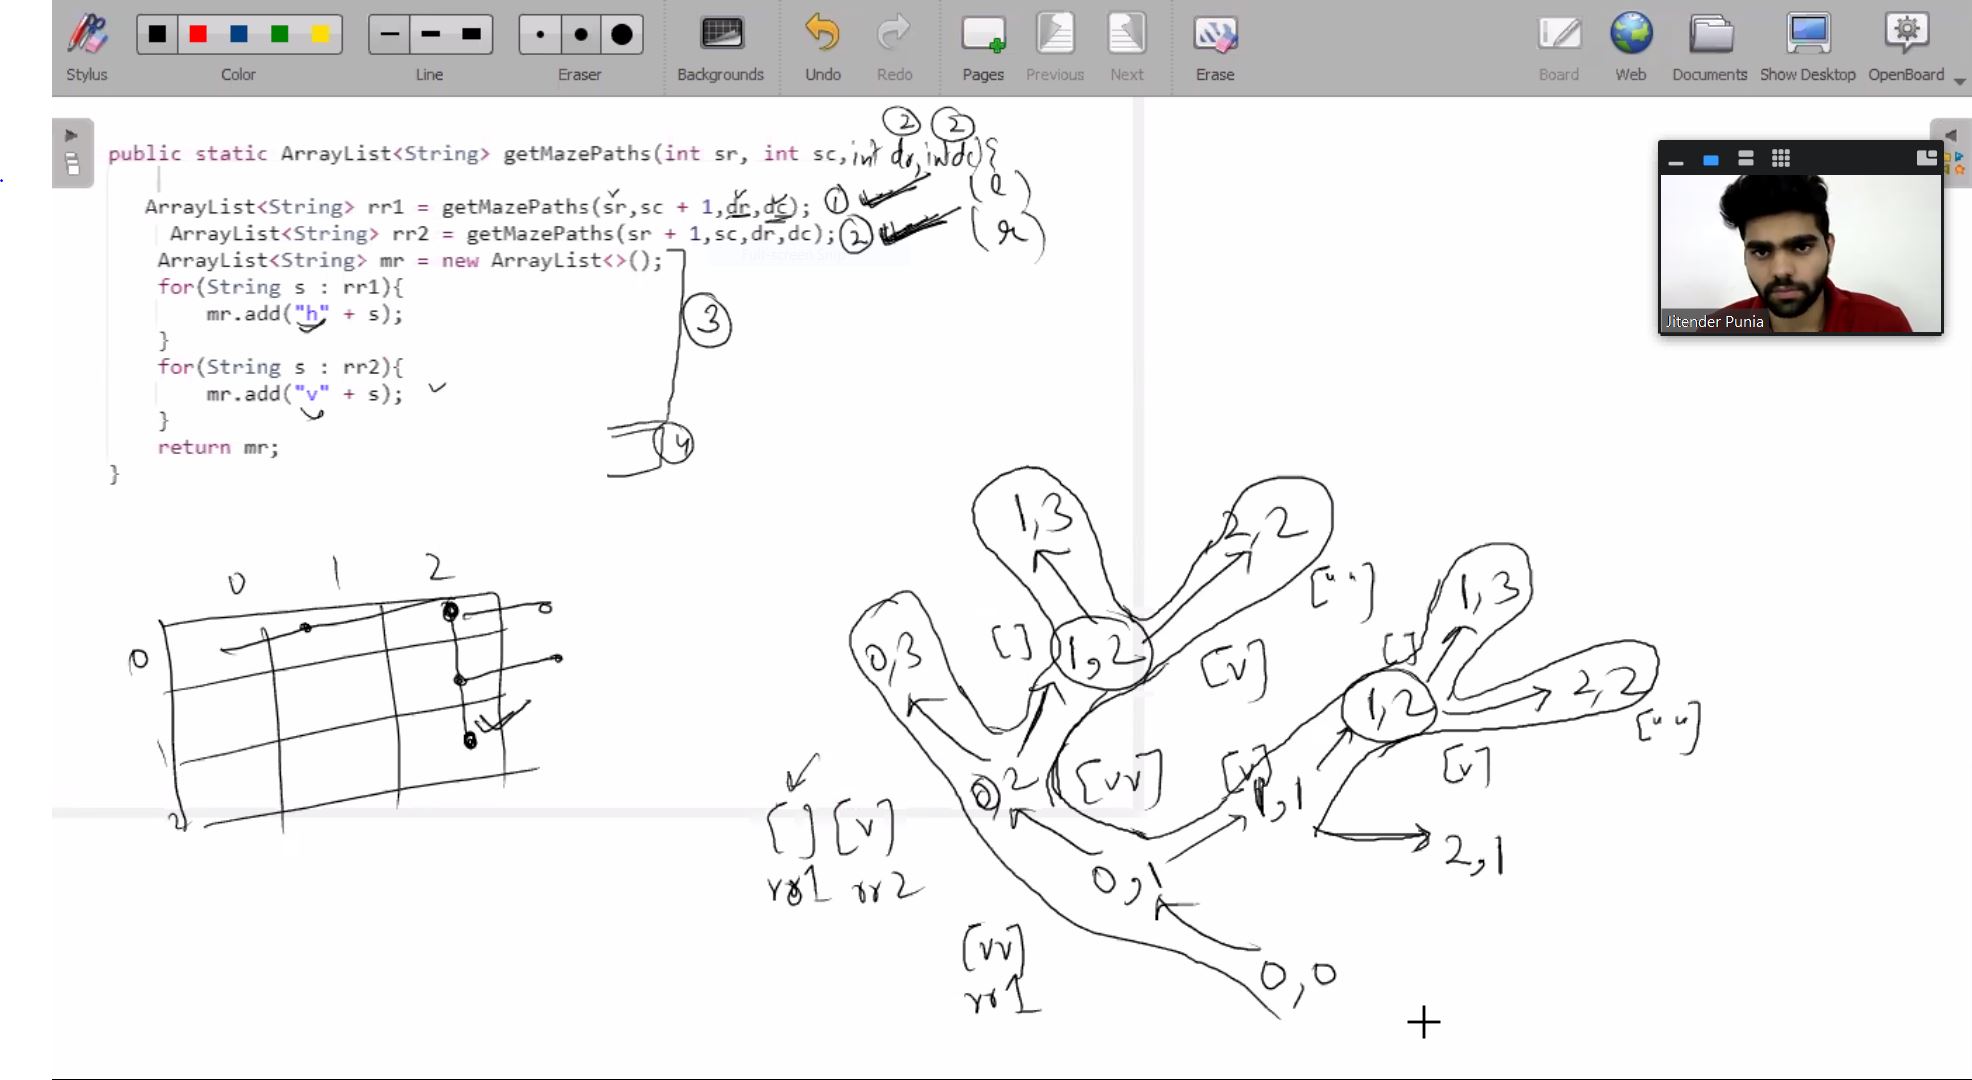 Stylus
Color
Line
Eraser
Backgrounds
Undo
Redo
Pages
Previous
Next
Erase
Board
Web
Documents
Show Desktop
OpenBoard
2 2
public static ArrayList<String> getMazePaths(int sr, int sc, int dr, int dc){
ArrayList<String> rr1 = getMazePaths(sr,sc + 1,dr,dc); 1 (l)
ArrayList<String> rr2 = getMazePaths(sr + 1,sc,dr,dc); 2 (r)
ArrayList<String> mr = new ArrayList<>();
for(String s : rr1){
mr.add("h" + s);
}
3
for(String s : rr2){
mr.add("v" + s);
}
return mr;
4
}
Jitender Punia
0 1 2
0
1
2
1,3
2,2
[" "]
1,3
0,3
[ ]
1,2
[v]
[ ]
1,2
2,2
[" "]
[v]
0,2
[vv]
[v]
1,1
2,1
[ ] [v]
rr1 rr2
0,1
[vv]
rr1
0,0